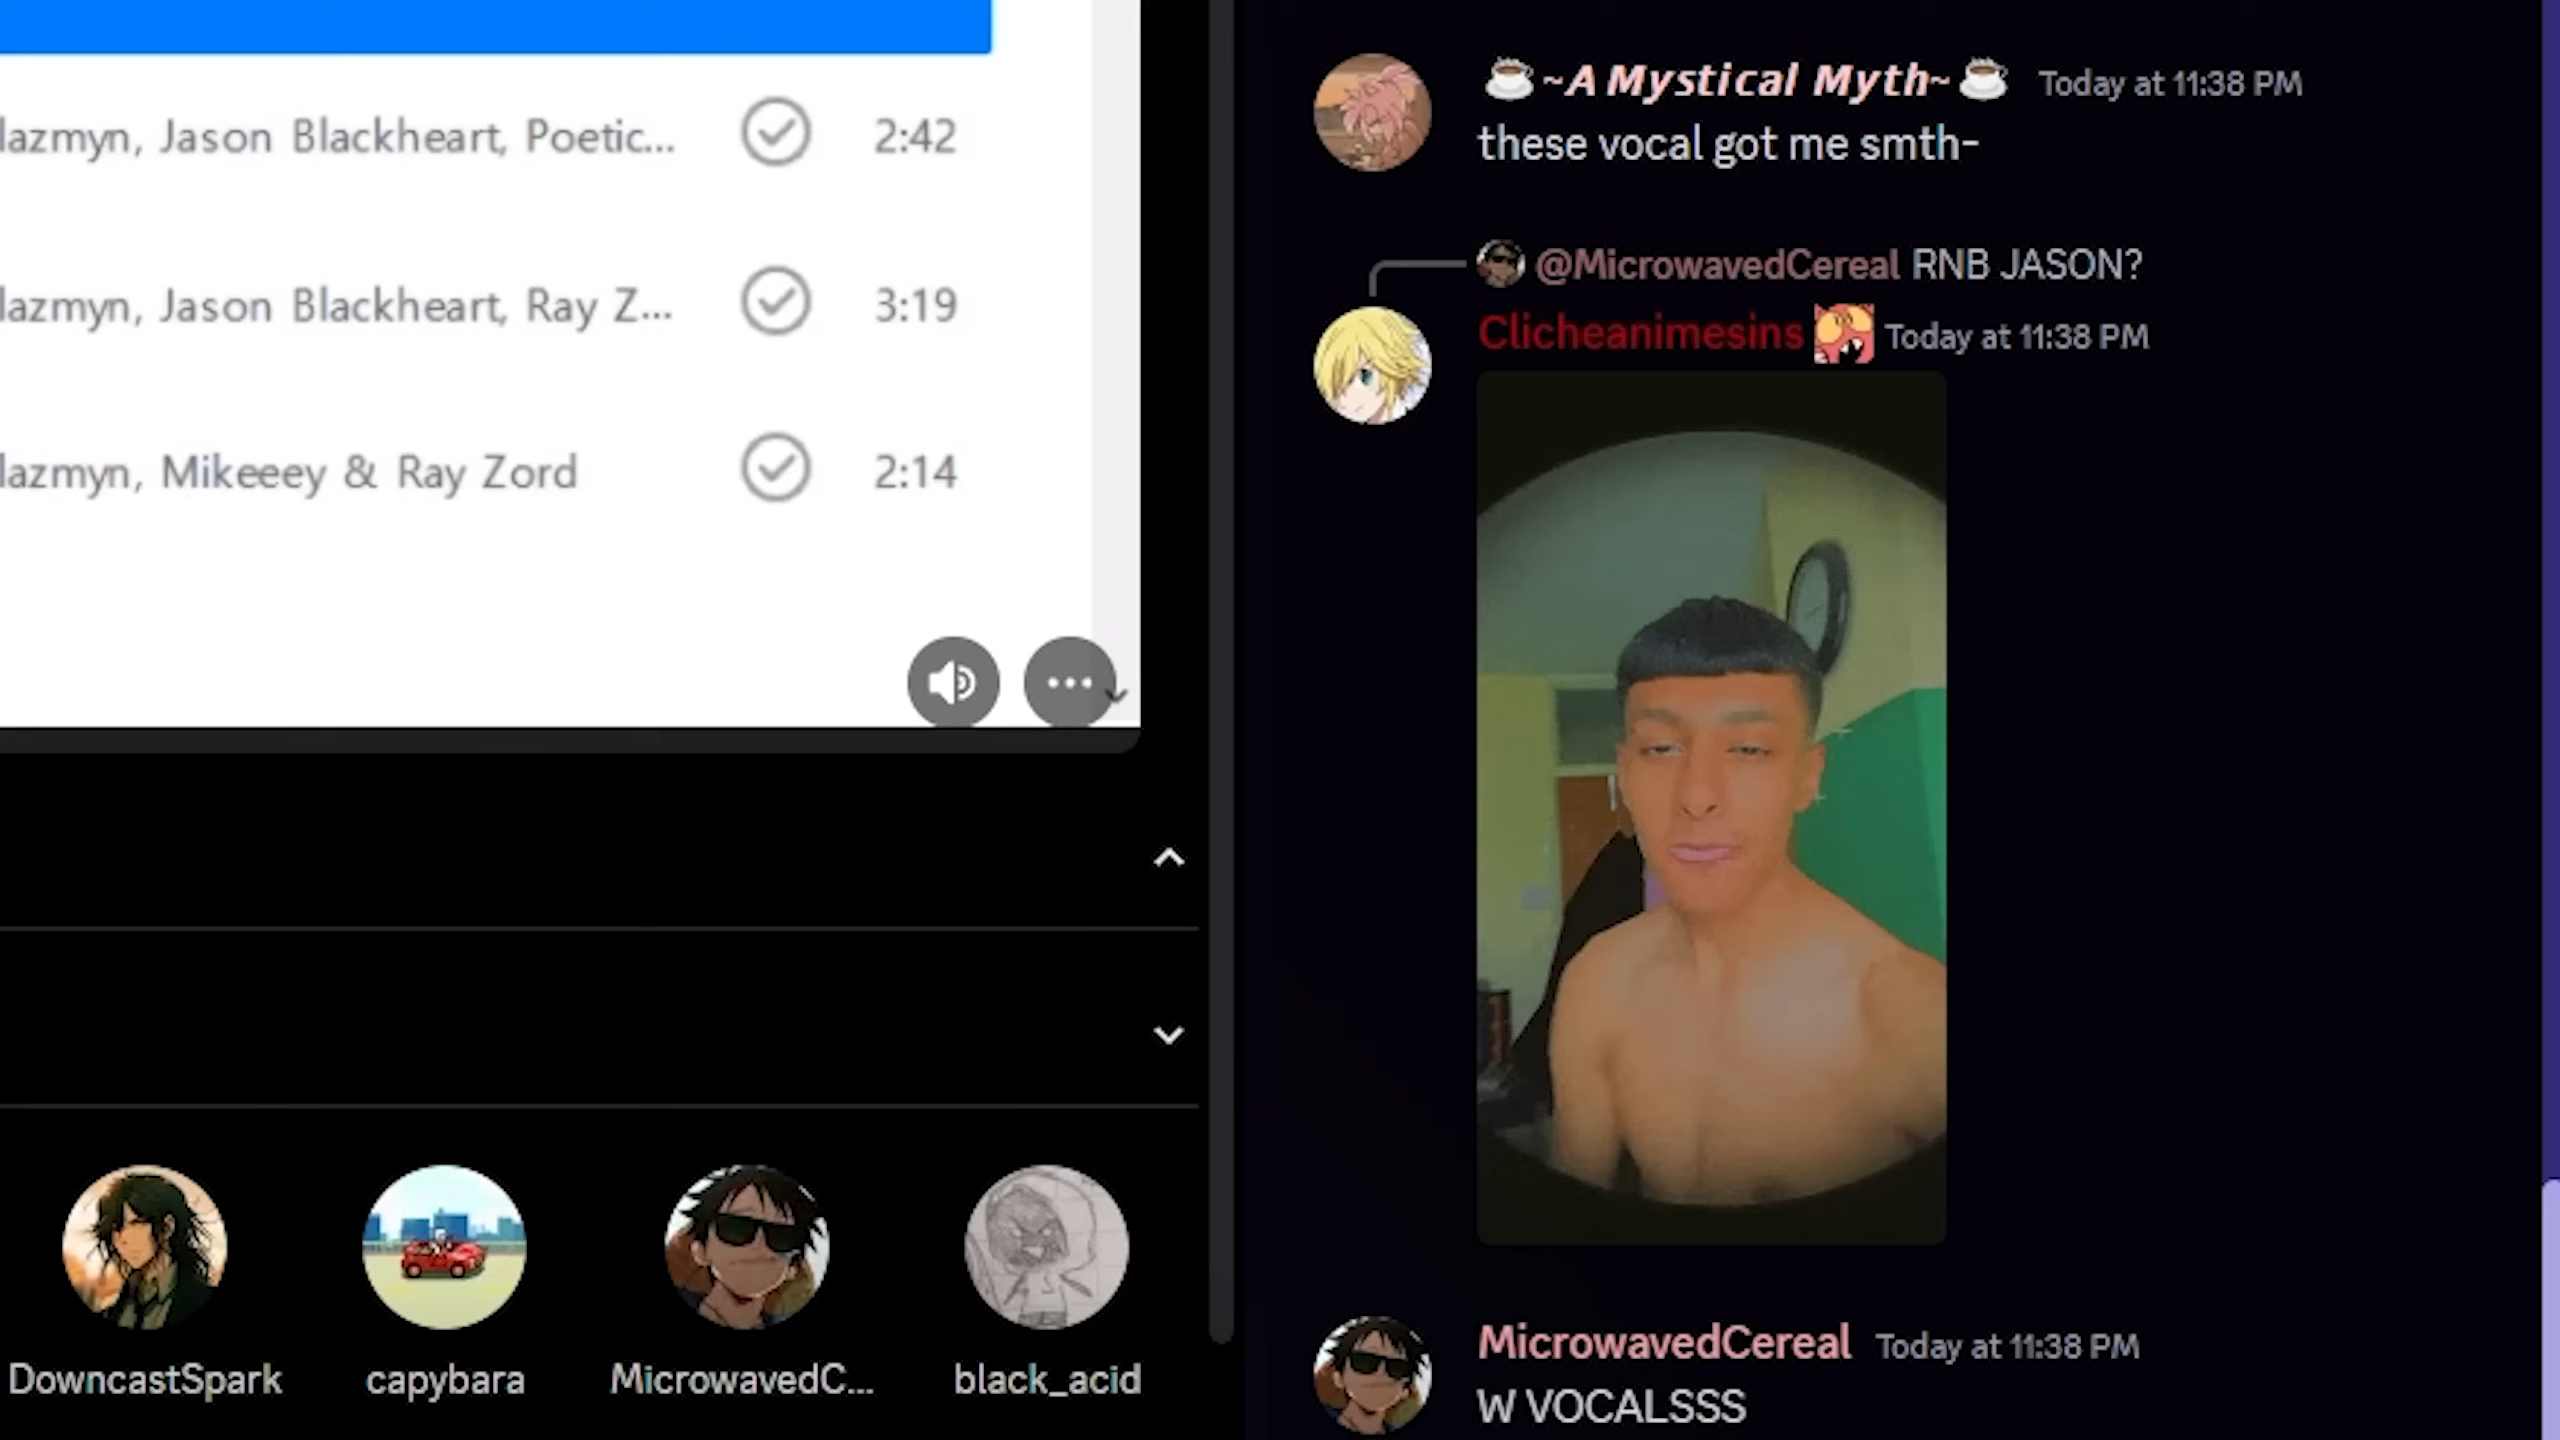 lazmyn, Jason Blackheart, Poetic... 2:42
lazmyn, Jason Blackheart, Ray Z... 3:19
lazmyn, Mikeeey & Ray Zord 2:14
DowncastSpark capybara MicrowavedC... black_acid
~A Mystical Myth~ Today at 11:38 PM
these vocal got me smth-
@MicrowavedCereal RNB JASON?
Clicheanimesins Today at 11:38 PM
MicrowavedCereal Today at 11:38 PM
W VOCALSSS